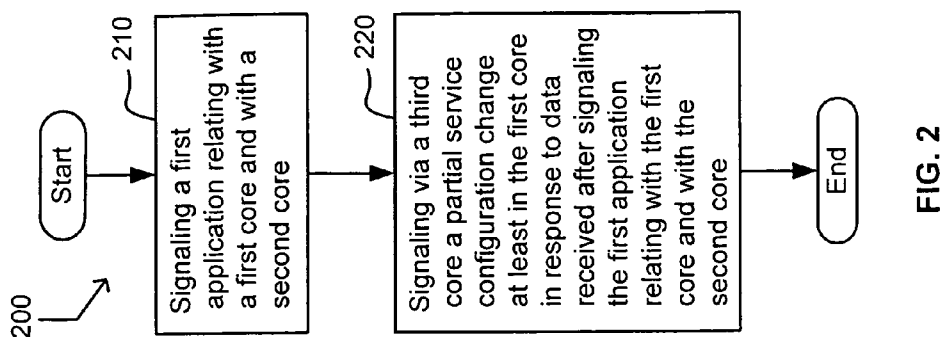 200
Start
210
Signaling a first
application relating with
a first core and with a
second core
220
Signaling via a third
core a partial service
configuration change
at least in the first core
in response to data
received after signaling
the first application
relating with the first
core and with the
second core
End
FIG. 2